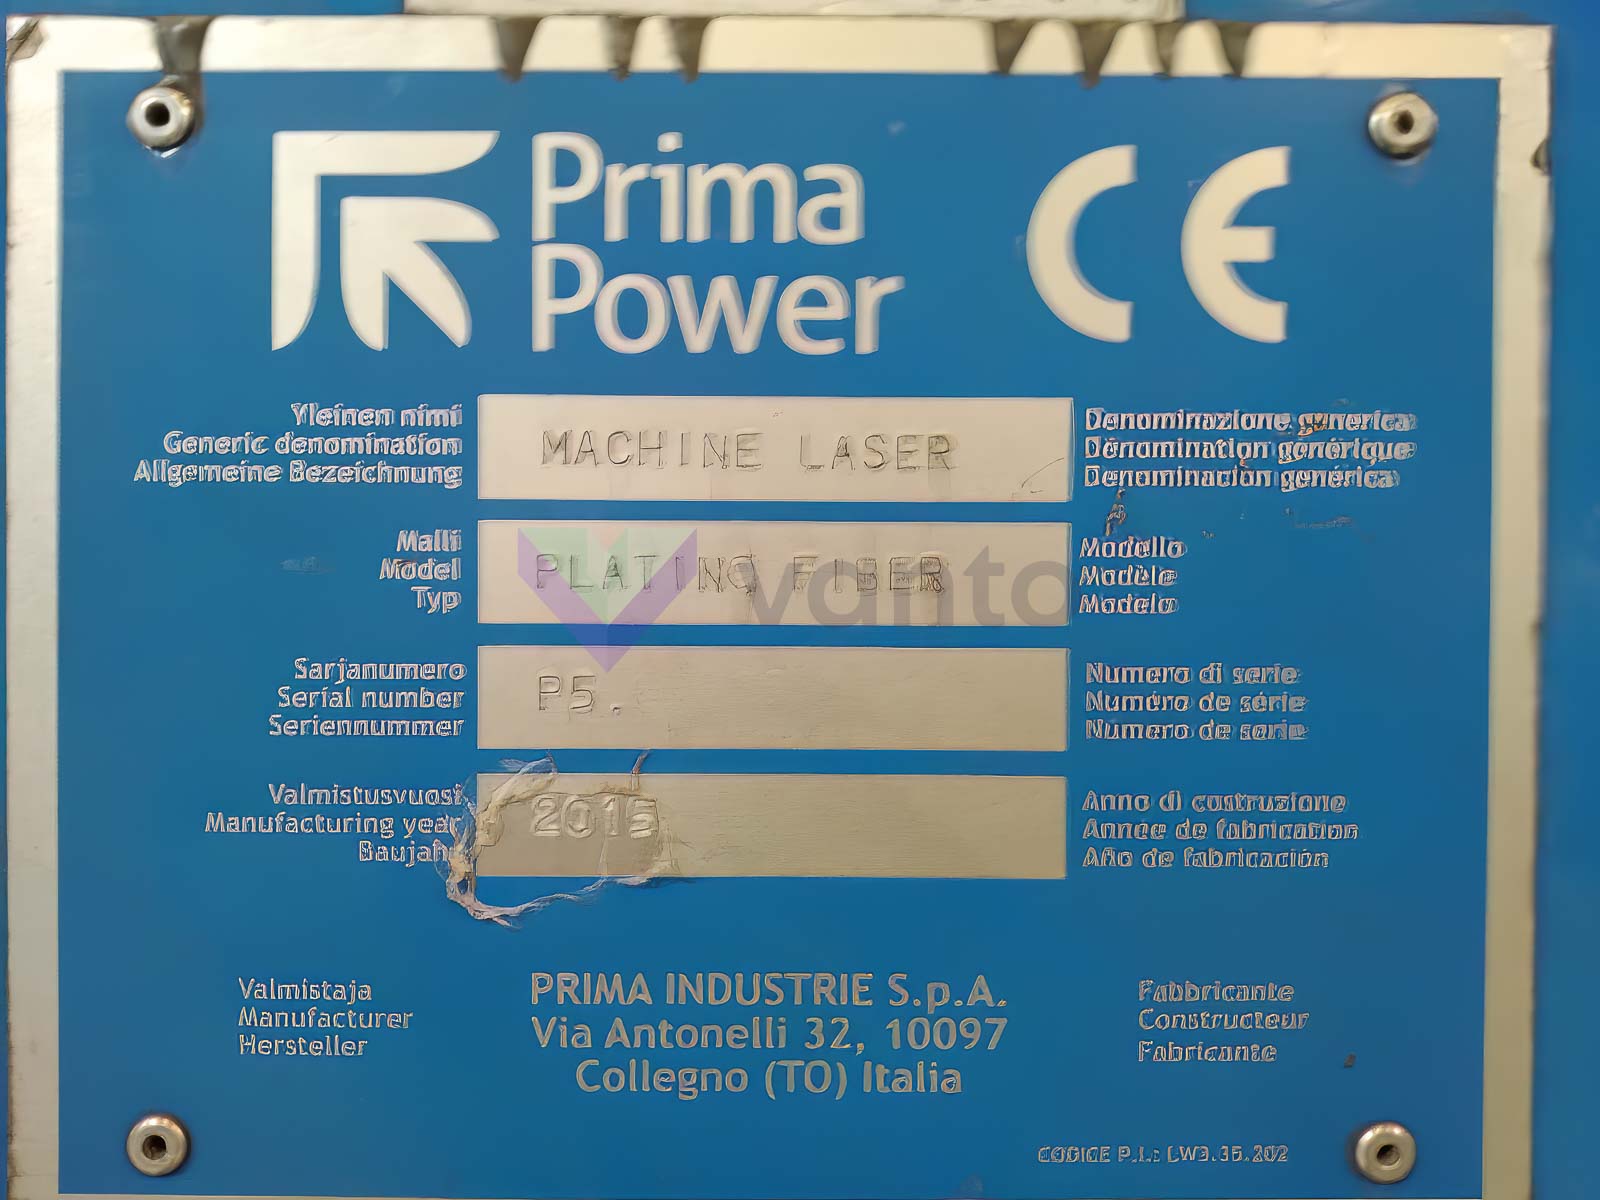 Prima
Power
CE
Yleinen nimi
Generic denomination
Allgemeine Bezeichnung
MACHINE LASER
Denominazione generica
Dénomination générique
Denominación genérica
Malli
Model
Typ
PLATING FIBER
vanto
Modello
Modèle
Modelo
Sarjanumero
Serial number
Seriennummer
P5.
Numero di serie
Numéro de série
Numero de serie
Valmistusvuosi
Manufacturing year
Baujahr
2015
Anno di costruzione
Année de fabrication
Año de fabricación
Valmistaja
Manufacturer
Hersteller
PRIMA INDUSTRIE S.p.A.
Via Antonelli 32, 10097
Collegno (TO) Italia
Fabbricante
Constructeur
Fabricante
CODICE P.I.: LW3.35.202